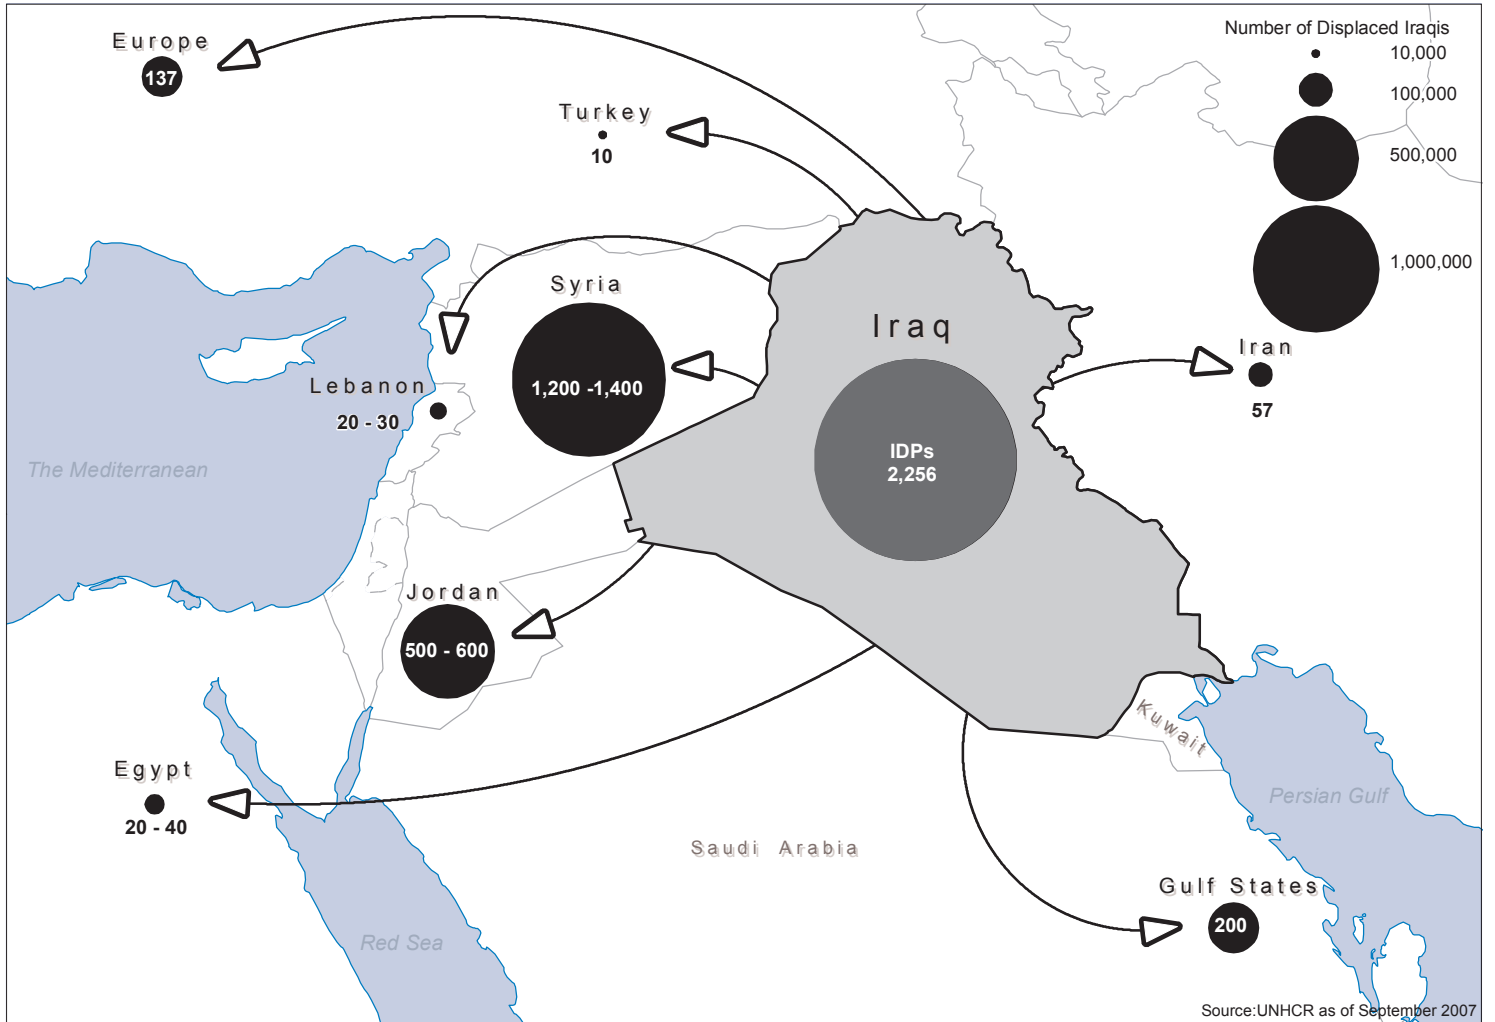 Europe
137
Turkey
10
Number of Displaced Iraqis
10,000
100,000
500,000
1,000,000
Syria
1,200 -1,400
Iraq
IDPs
2,256
Iran
57
Lebanon
20 - 30
The Mediterranean
Jordan
500 - 600
Kuwait
Egypt
20 - 40
Persian Gulf
Saudi Arabia
Gulf States
200
Red Sea
Source:UNHCR as of September 2007